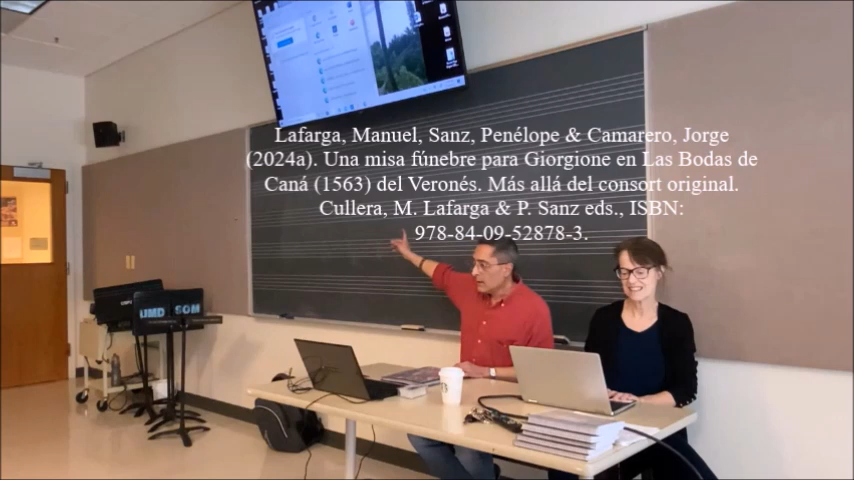 Lafarga, Manuel, Sanz, Penélope & Camarero, Jorge
(2024a). Una misa fúnebre para Giorgione en Las Bodas de
Caná (1563) del Veronés. Más allá del consort original.
Cullera, M. Lafarga & P. Sanz eds., ISBN:
978-84-09-52878-3.
UMD SOM